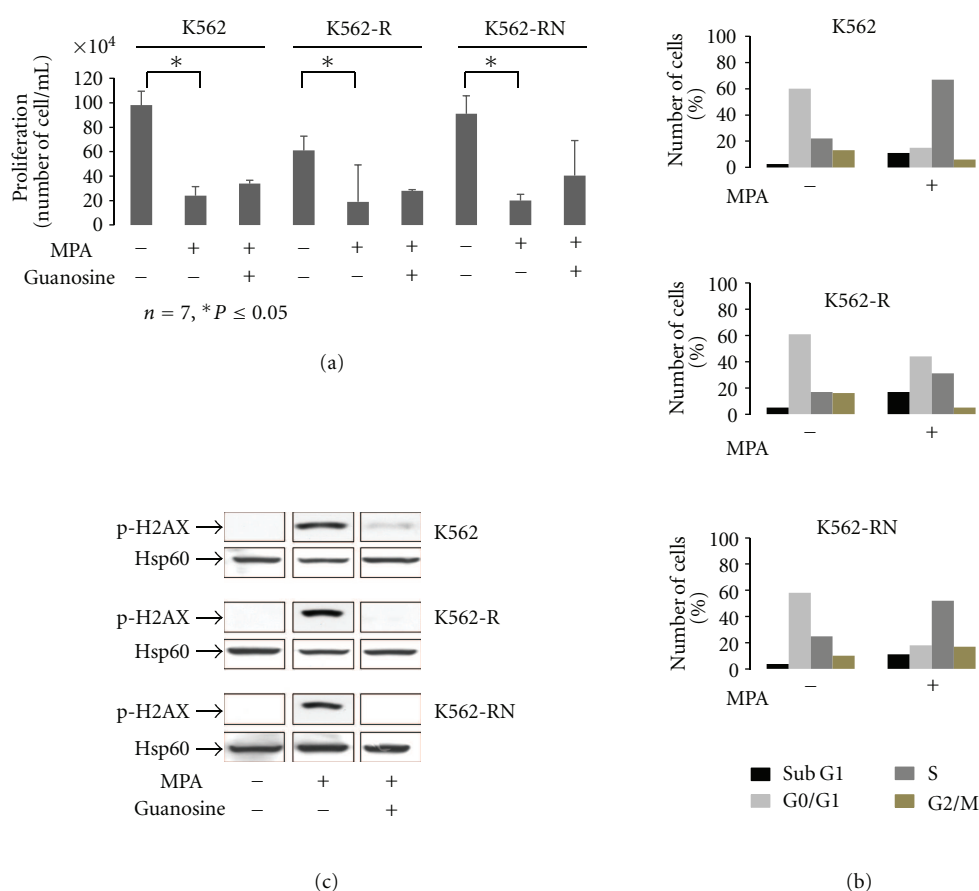 K562 K562-R K562-RN
×10⁴
* * *
Proliferation
(number of cell/mL)
120
100
80
60
40
20
0
MPA − + + − + + − + +
Guanosine − − + − − + − − +
n = 7, *P ≤ 0.05
(a)
K562
Number of cells
(%)
100
80
60
40
20
0
MPA − +
K562-R
Number of cells
(%)
100
80
60
40
20
0
MPA − +
K562-RN
Number of cells
(%)
100
80
60
40
20
0
MPA − +
Sub G1 S
G0/G1 G2/M
(b)
p-H2AX → K562
Hsp60 →
p-H2AX → K562-R
Hsp60 →
p-H2AX → K562-RN
Hsp60 →
MPA − + +
Guanosine − − +
(c)